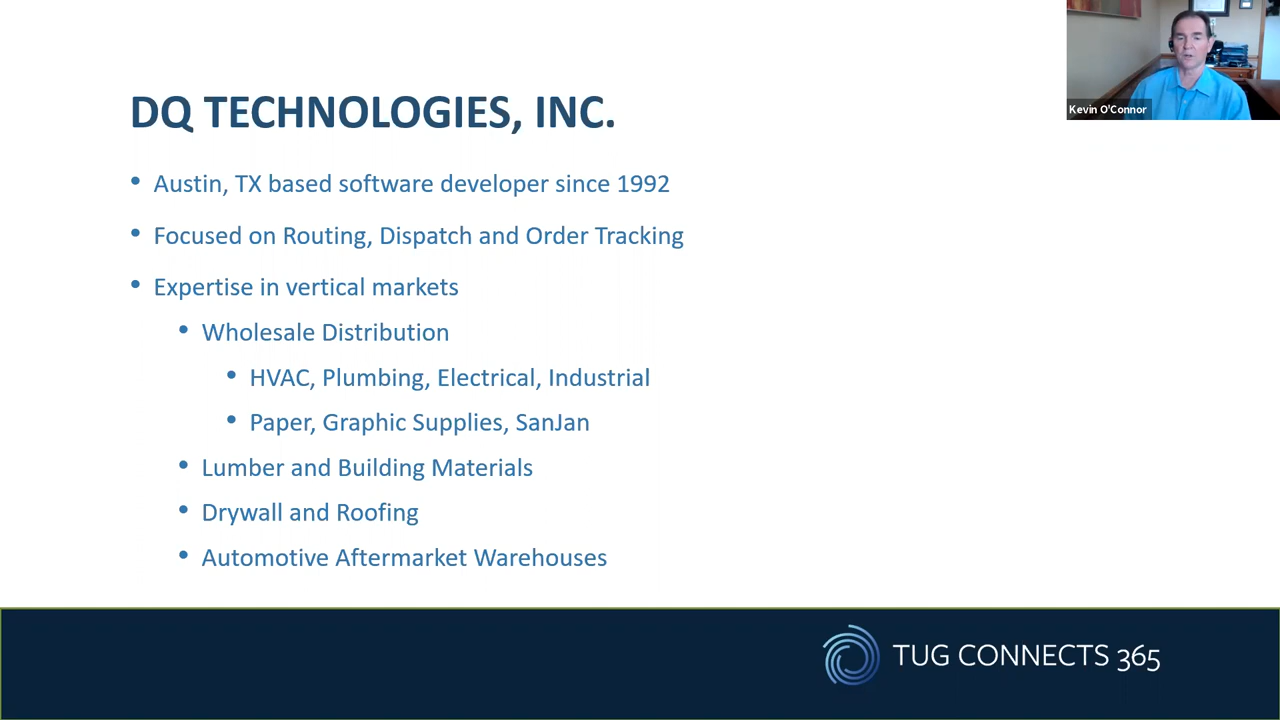 Kevin O'Connor
DQ TECHNOLOGIES, INC.
• Austin, TX based software developer since 1992
• Focused on Routing, Dispatch and Order Tracking
• Expertise in vertical markets
• Wholesale Distribution
• HVAC, Plumbing, Electrical, Industrial
• Paper, Graphic Supplies, SanJan
• Lumber and Building Materials
• Drywall and Roofing
• Automotive Aftermarket Warehouses
TUG CONNECTS 365